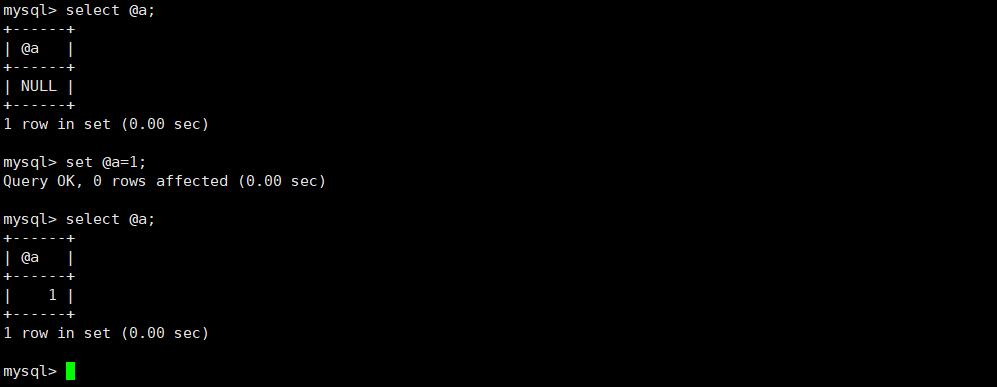 mysql> select @a;
+------+
| @a   |
+------+
| NULL |
+------+
1 row in set (0.00 sec)
mysql> set @a=1;
Query OK, 0 rows affected (0.00 sec)
mysql> select @a;
+------+
| @a   |
+------+
|    1 |
+------+
1 row in set (0.00 sec)
mysql>